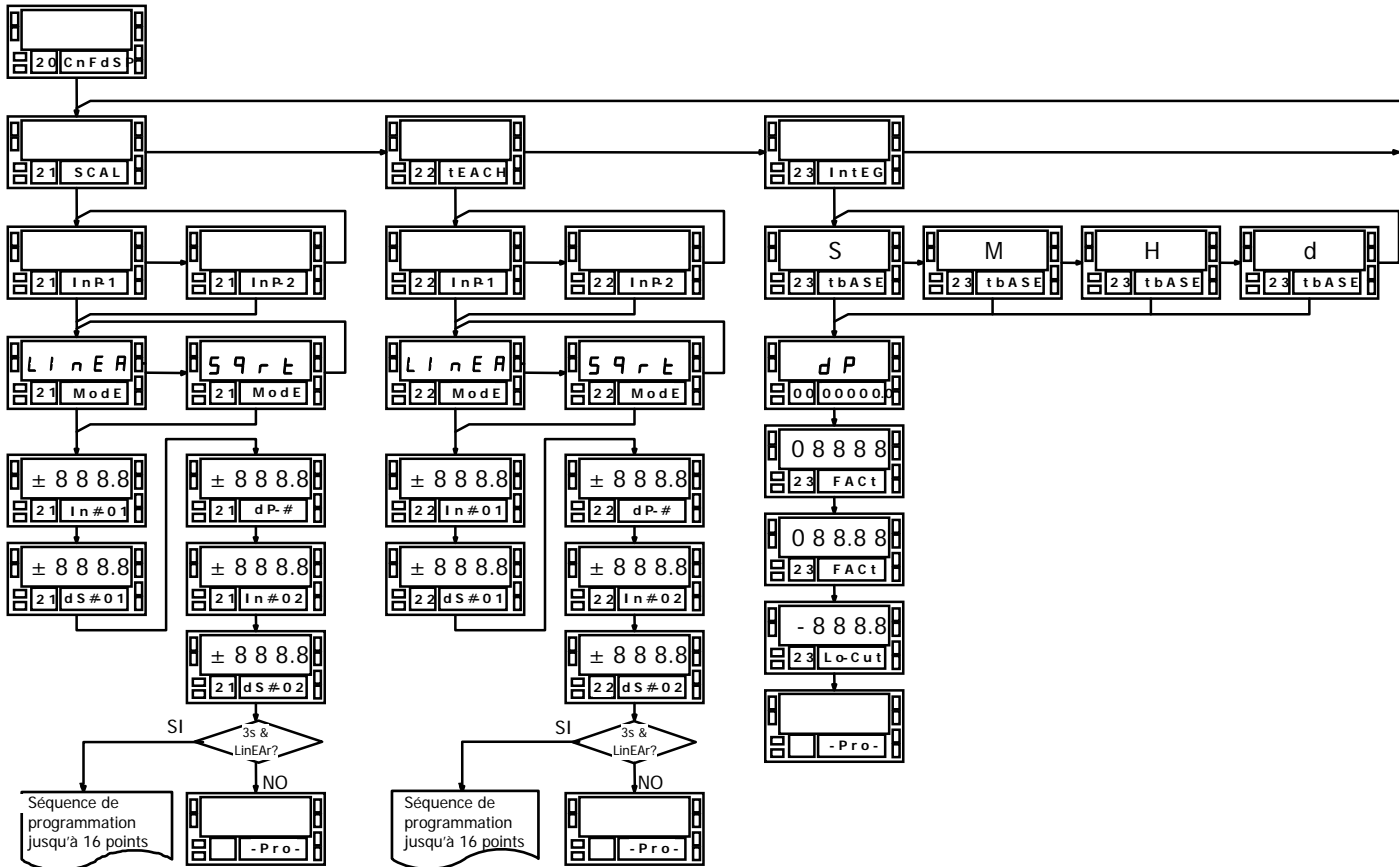 20 CnFdSP
21 SCAL
22 tEACH
23 IntEG
21 InP-1
21 InP-2
22 InP-1
22 InP-2
S
23 tbASE
M
23 tbASE
H
23 tbASE
d
23 tbASE
LInEA
21 ModE
Sqrt
21 ModE
LInEA
22 ModE
Sqrt
22 ModE
dP
00 00000.0
±888.8
21 In#01
±888.8
21 dP-#
±888.8
22 In#01
±888.8
22 dP-#
08888
23 FACt
±888.8
21 dS#01
±888.8
21 In#02
±888.8
22 dS#01
±888.8
22 In#02
088.88
23 FACt
±888.8
21 dS#02
±888.8
22 dS#02
-888.8
23 Lo-Cut
SI
3s &
LinEAr?
NO
SI
3s &
LinEAr?
NO
-Pro-
Séquence de
programmation
jusqu'à 16 points
-Pro-
Séquence de
programmation
jusqu'à 16 points
-Pro-